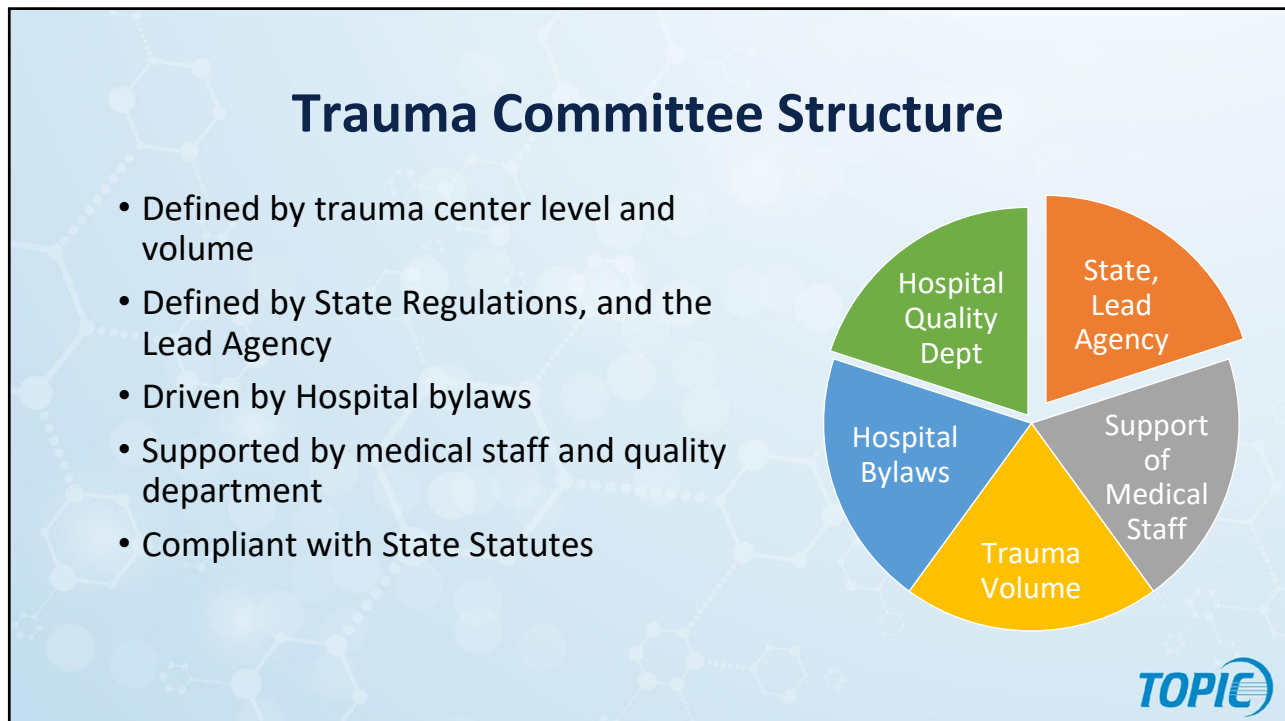 Trauma Committee Structure
• Defined by trauma center level and
volume
• Defined by State Regulations, and the
Lead Agency
• Driven by Hospital bylaws
• Supported by medical staff and quality
department
• Compliant with State Statutes
Hospital
Quality
Dept
State,
Lead
Agency
Hospital
Bylaws
Support
of
Medical
Staff
Trauma
Volume
TOPIC